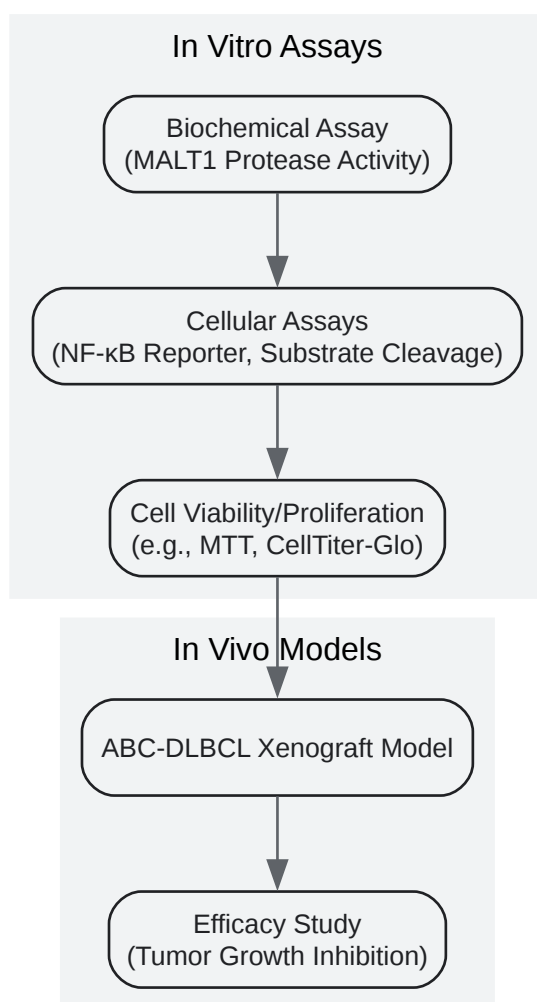 In Vitro Assays
Biochemical Assay
(MALT1 Protease Activity)
Cellular Assays
(NF-κB Reporter, Substrate Cleavage)
Cell Viability/Proliferation
(e.g., MTT, CellTiter-Glo)
In Vivo Models
ABC-DLBCL Xenograft Model
Efficacy Study
(Tumor Growth Inhibition)